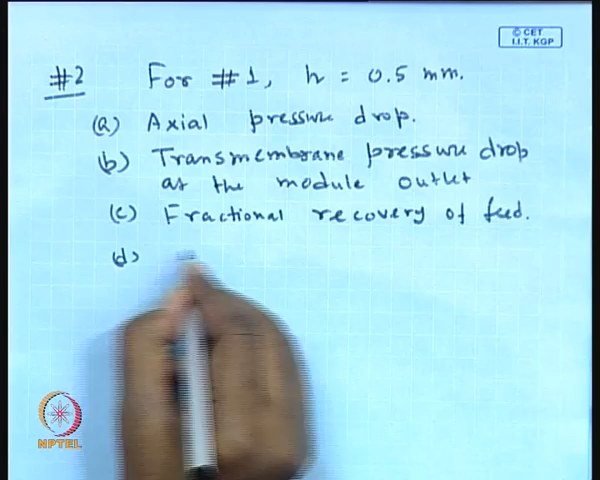 © CET
I.I.T. KGP
#2 For #1, h = 0.5 mm.
(a) Axial pressure drop.
(b) Transmembrane pressure drop
at the module outlet
(c) Fractional recovery of feed.
(d)
NPTEL